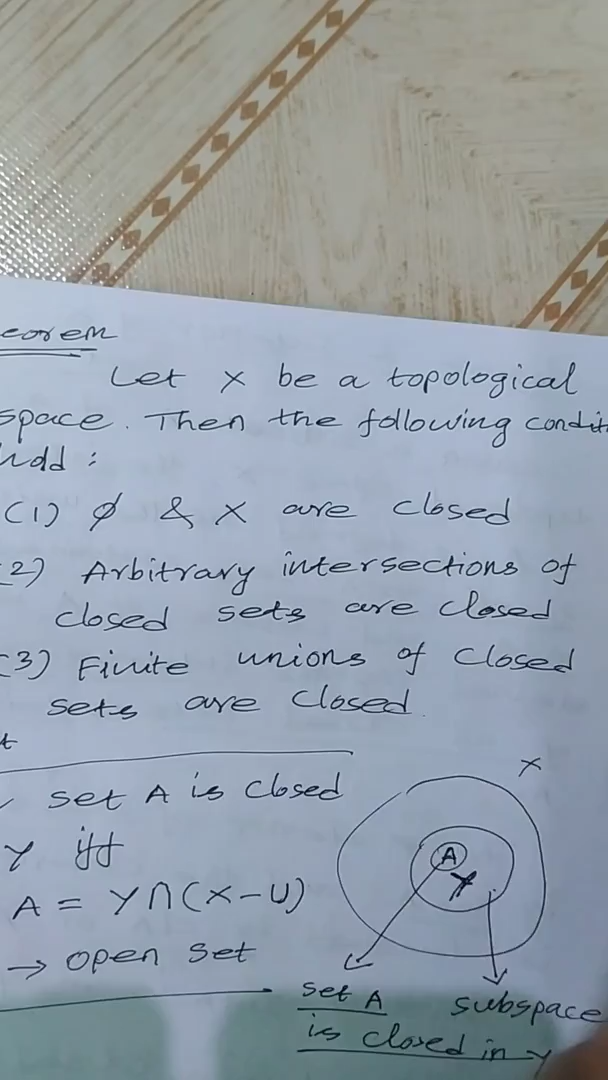 eorem
Let X be a topological
space. Then the following condit
(1) ∅ & X are closed
2) Arbitrary intersections of
closed sets are closed
(3) Finite unions of closed
sets are closed.
t
set A is closed
Y iff
A = Y∩(X-U)
→ open set
X
A
Y
set A
is closed in Y
subspace